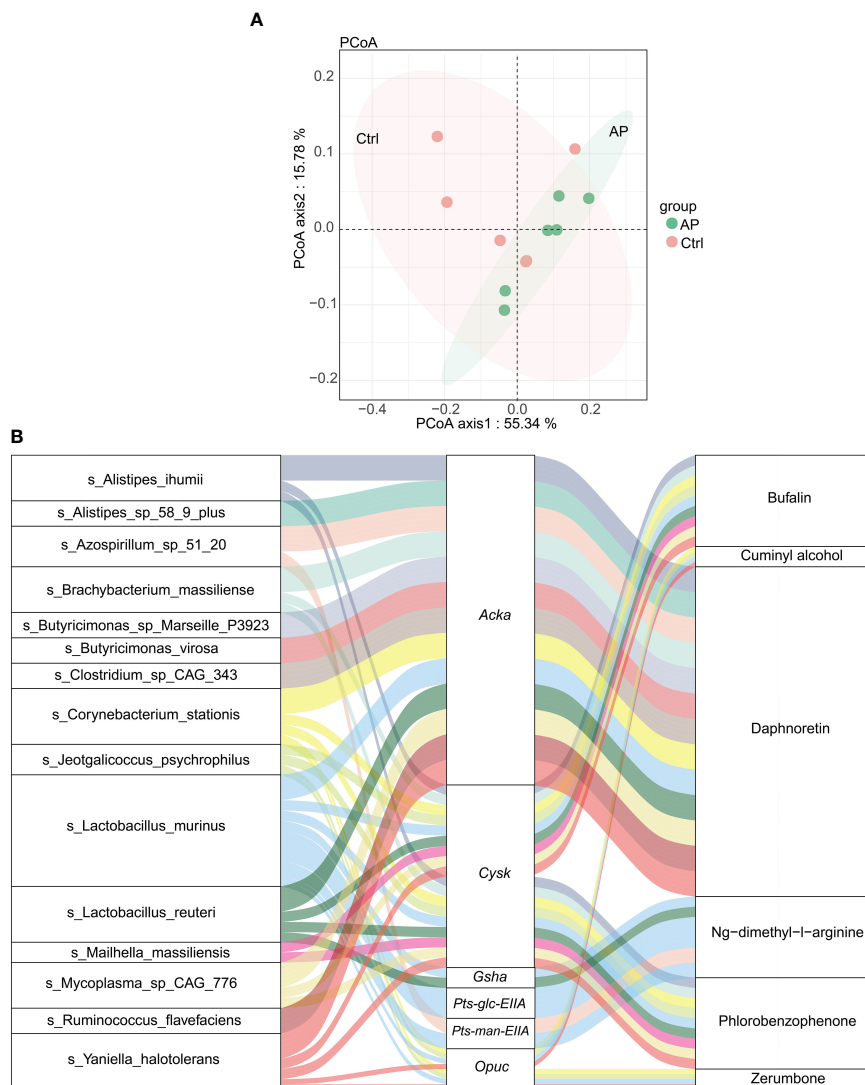 A
PCoA
0.2
0.1
0.0
−0.1
−0.2
PCoA axis2 : 15.78 %
Ctrl
AP
−0.4
−0.2
0.0
0.2
PCoA axis1 : 55.34 %
group
AP
Ctrl
B
s_Alistipes_ihumii
s_Alistipes_sp_58_9_plus
s_Azospirillum_sp_51_20
s_Brachybacterium_massiliense
s_Butyricimonas_sp_Marseille_P3923
s_Butyricimonas_virosa
s_Clostridium_sp_CAG_343
s_Corynebacterium_stationis
s_Jeotgalicoccus_psychrophilus
s_Lactobacillus_murinus
s_Lactobacillus_reuteri
s_Mailhella_massiliensis
s_Mycoplasma_sp_CAG_776
s_Ruminococcus_flavefaciens
s_Yaniella_halotolerans
Acka
Cysk
Gsha
Pts-glc-EIIA
Pts-man-EIIA
Opuc
Bufalin
Cuminyl alcohol
Daphnoretin
Ng−dimethyl−l−arginine
Phlorobenzophenone
Zerumbone